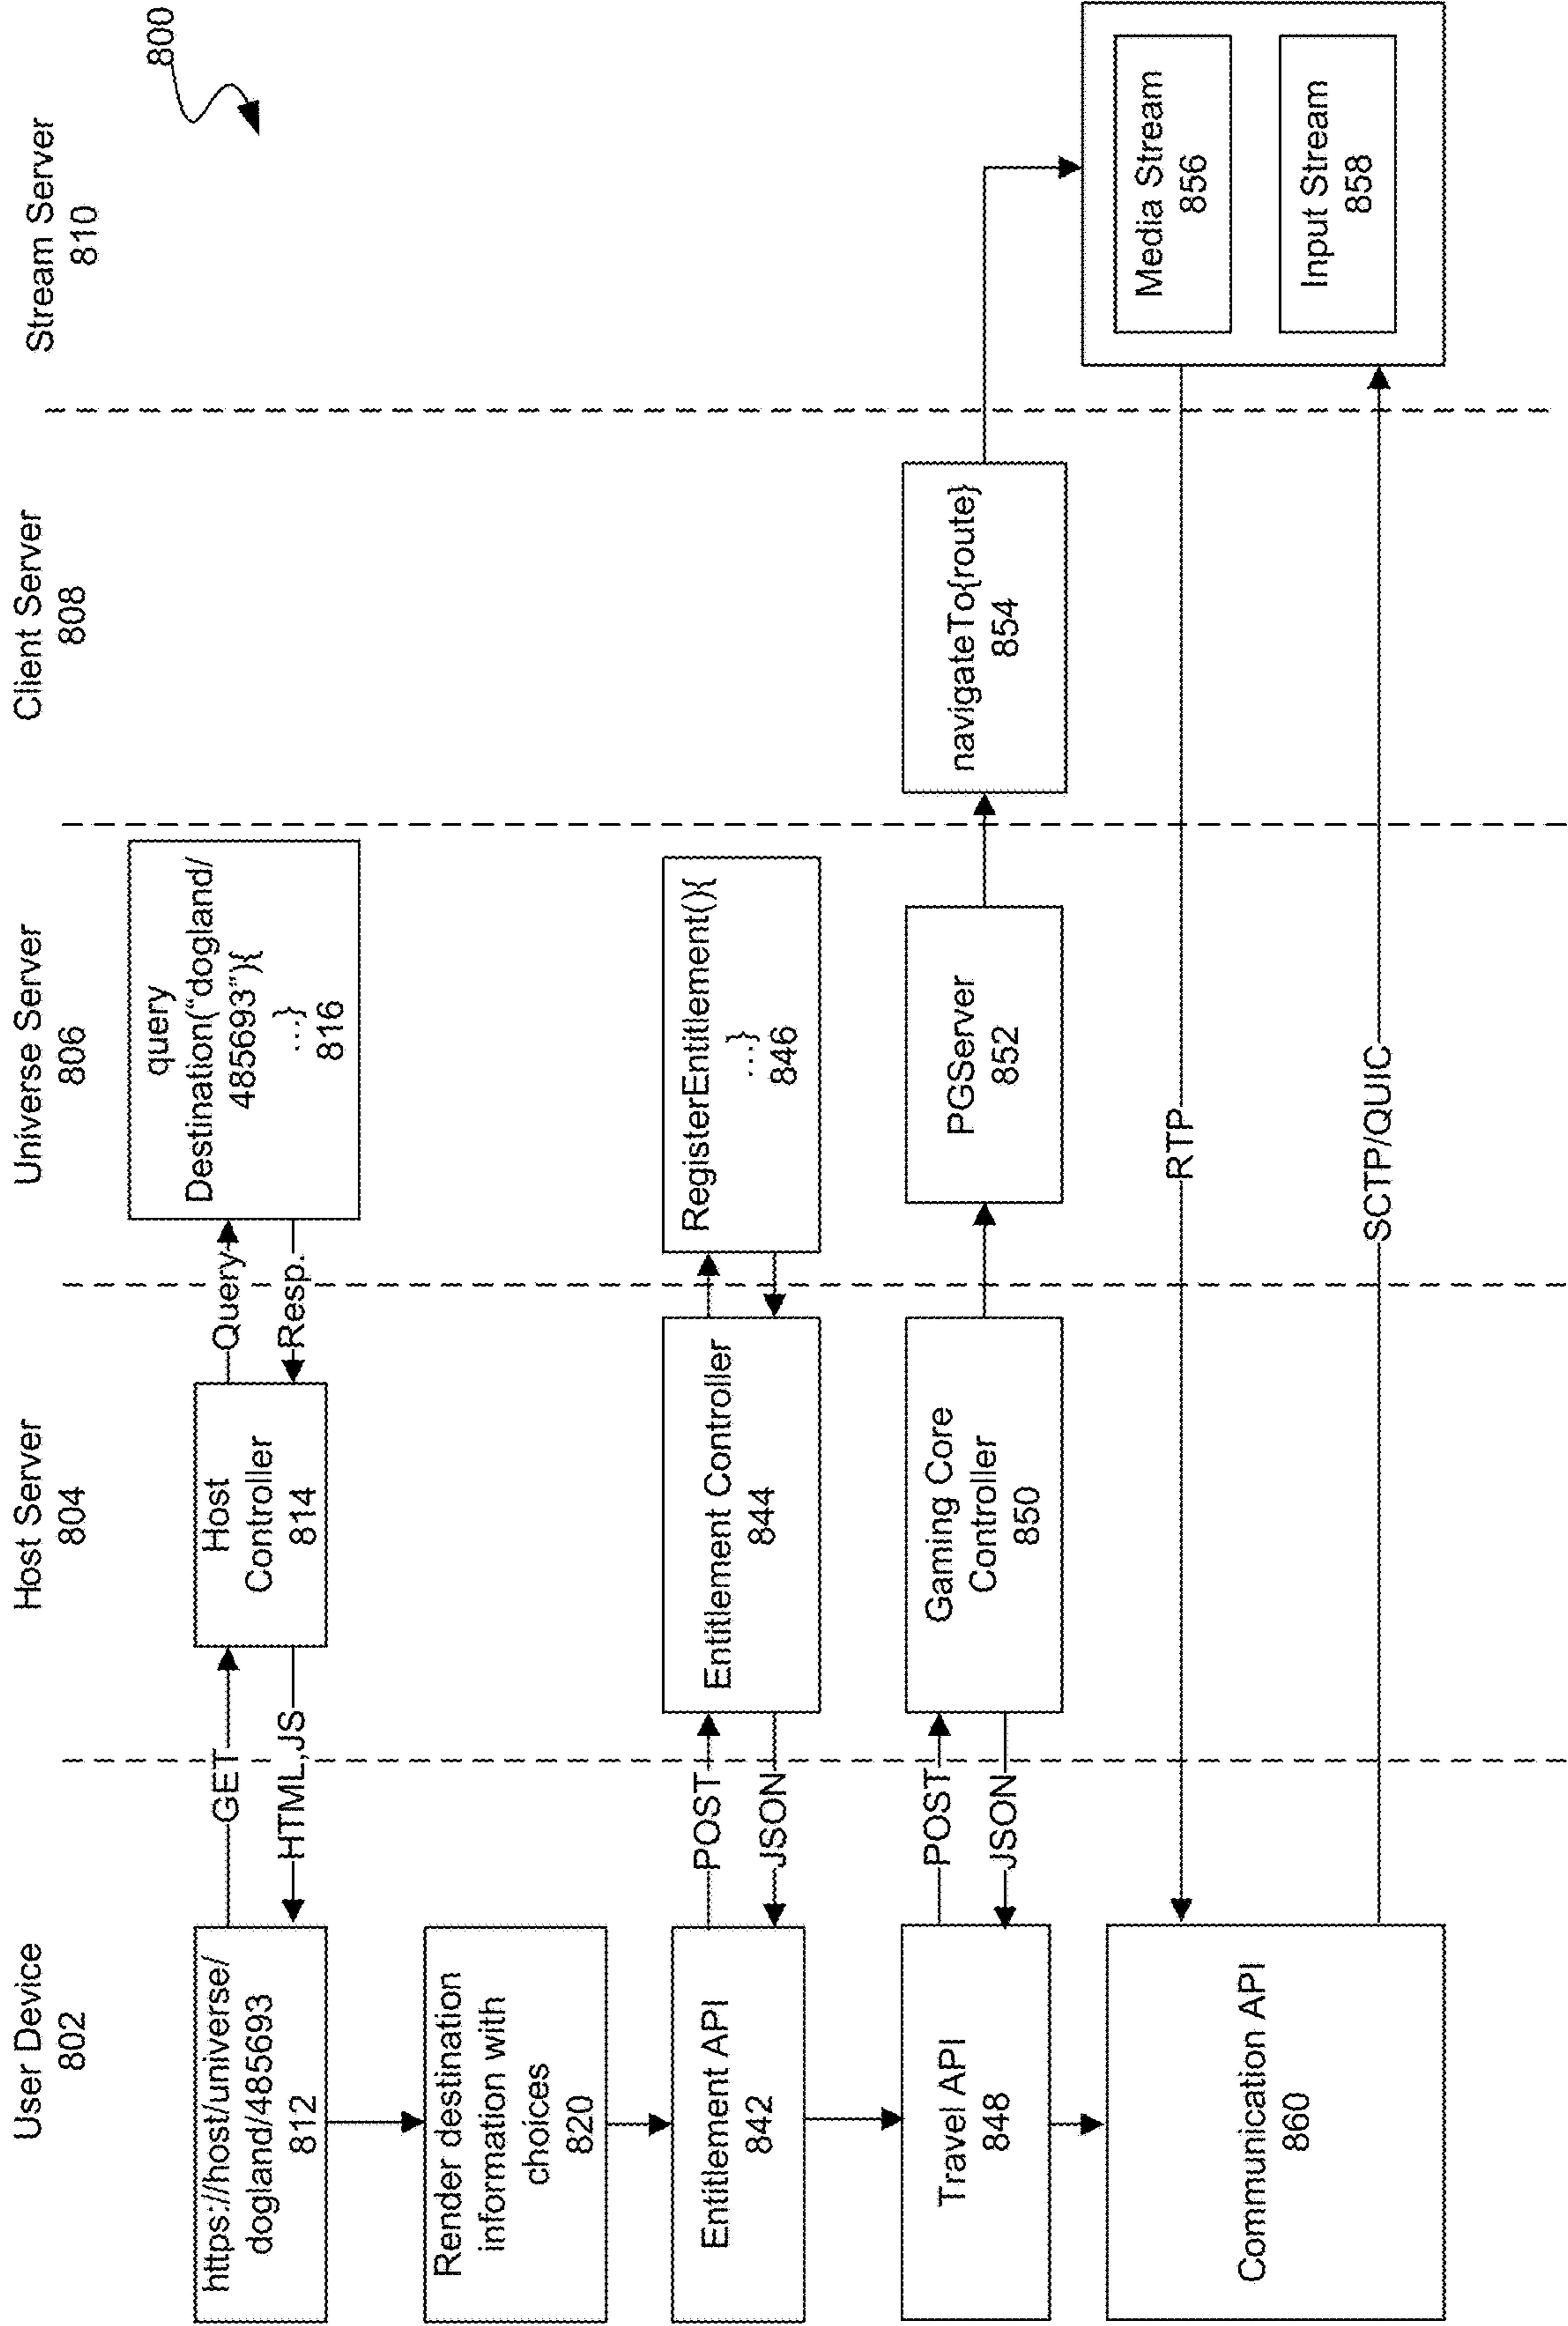 800
User Device
802
Host Server
804
Universe Server
806
Client Server
808
Stream Server
810
https://host/universe/
dogland/485693
812
GET
HTML,JS
Host
Controller
814
Query
Resp.
query
Destination("dogland/
485693"){
...}
816
Render destination
information with
choices
820
Entitlement API
842
POST
JSON
Entitlement Controller
844
RegisterEntitlement(){
...}
846
Travel API
848
POST
JSON
Gaming Core
Controller
850
PGServer
852
navigateTo{route}
854
Media Stream
856
Input Stream
858
RTP
SCTP/QUIC
Communication API
860